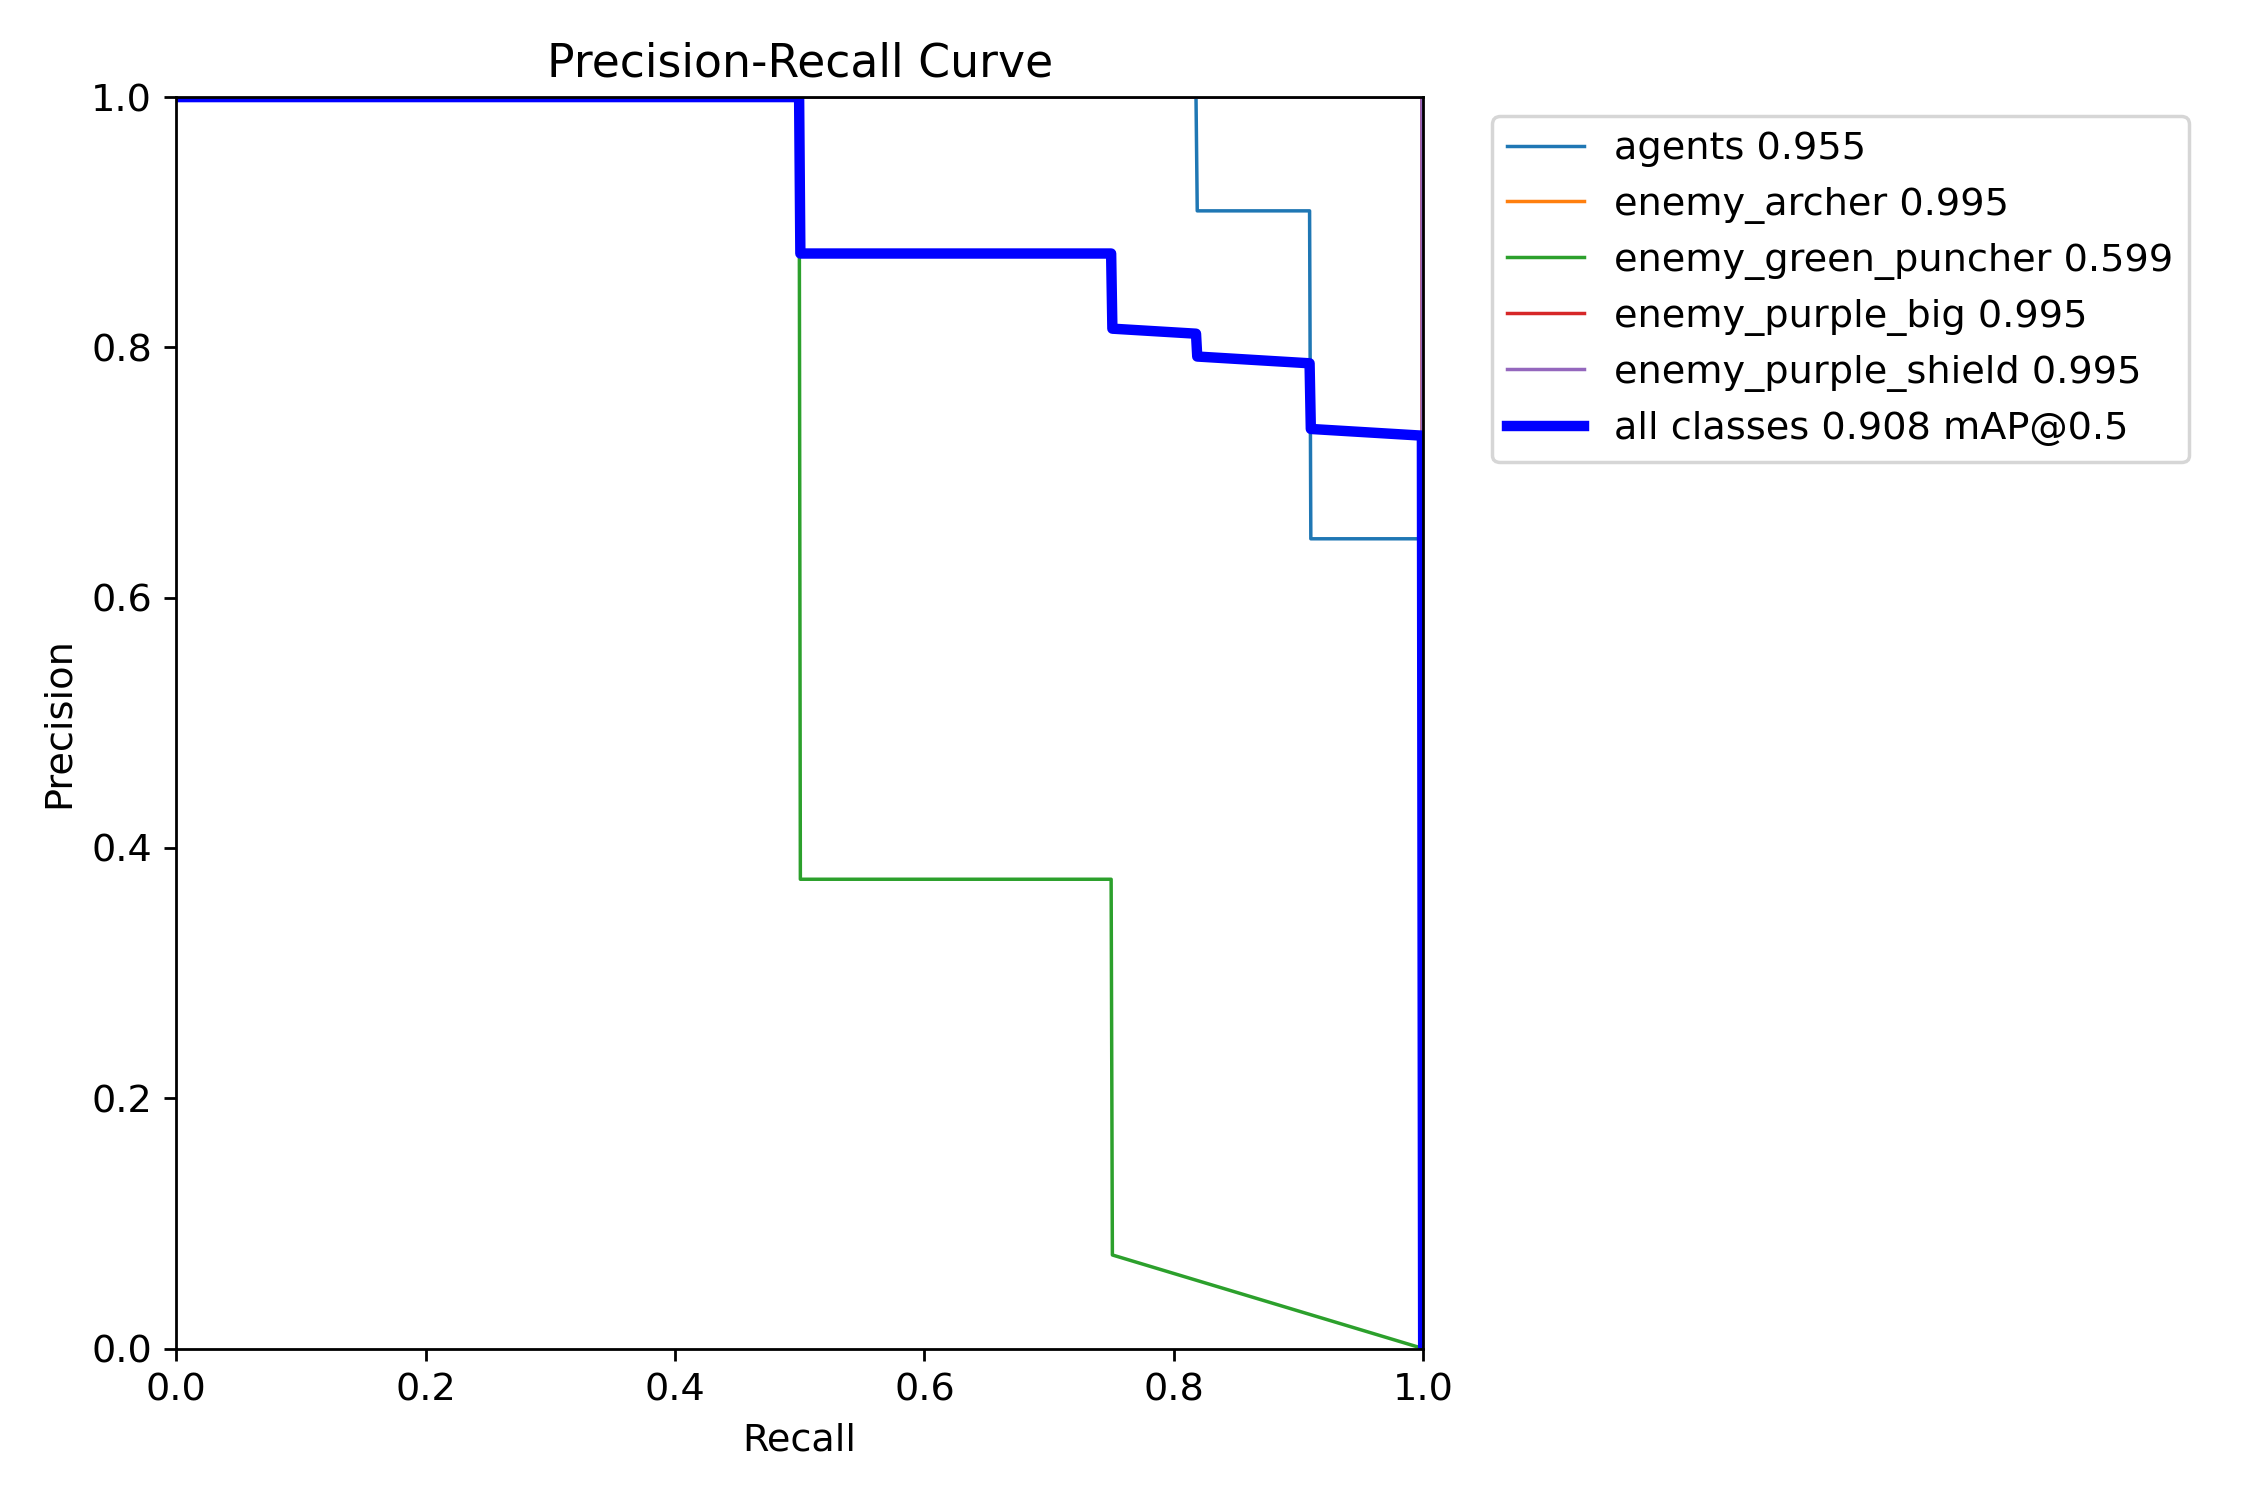 Precision-Recall Curve
1.0
0.8
0.6
0.4
0.2
0.0
Precision
0.0 0.2 0.4 0.6 0.8 1.0
Recall
agents 0.955
enemy_archer 0.995
enemy_green_puncher 0.599
enemy_purple_big 0.995
enemy_purple_shield 0.995
all classes 0.908 mAP@0.5